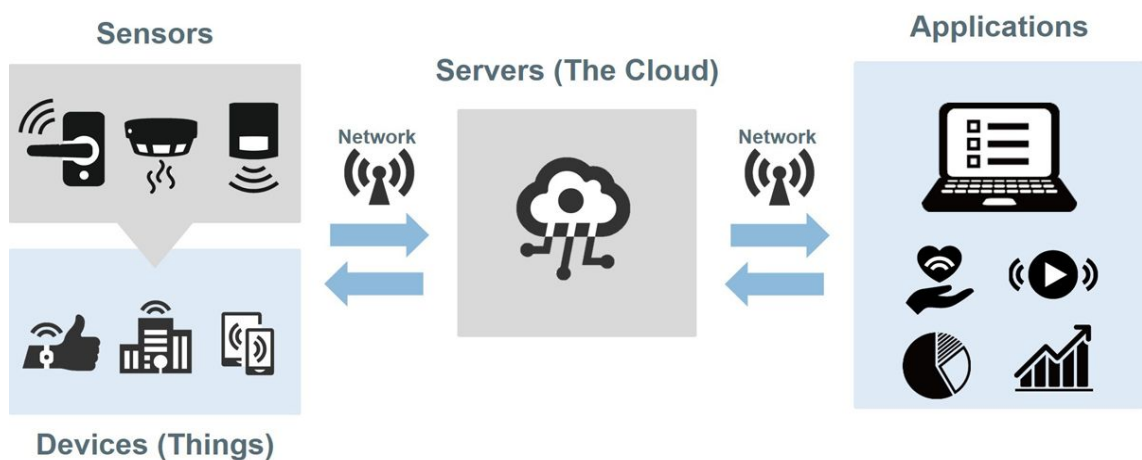 Sensors
Servers (The Cloud)
Applications
Network
Network
Devices (Things)